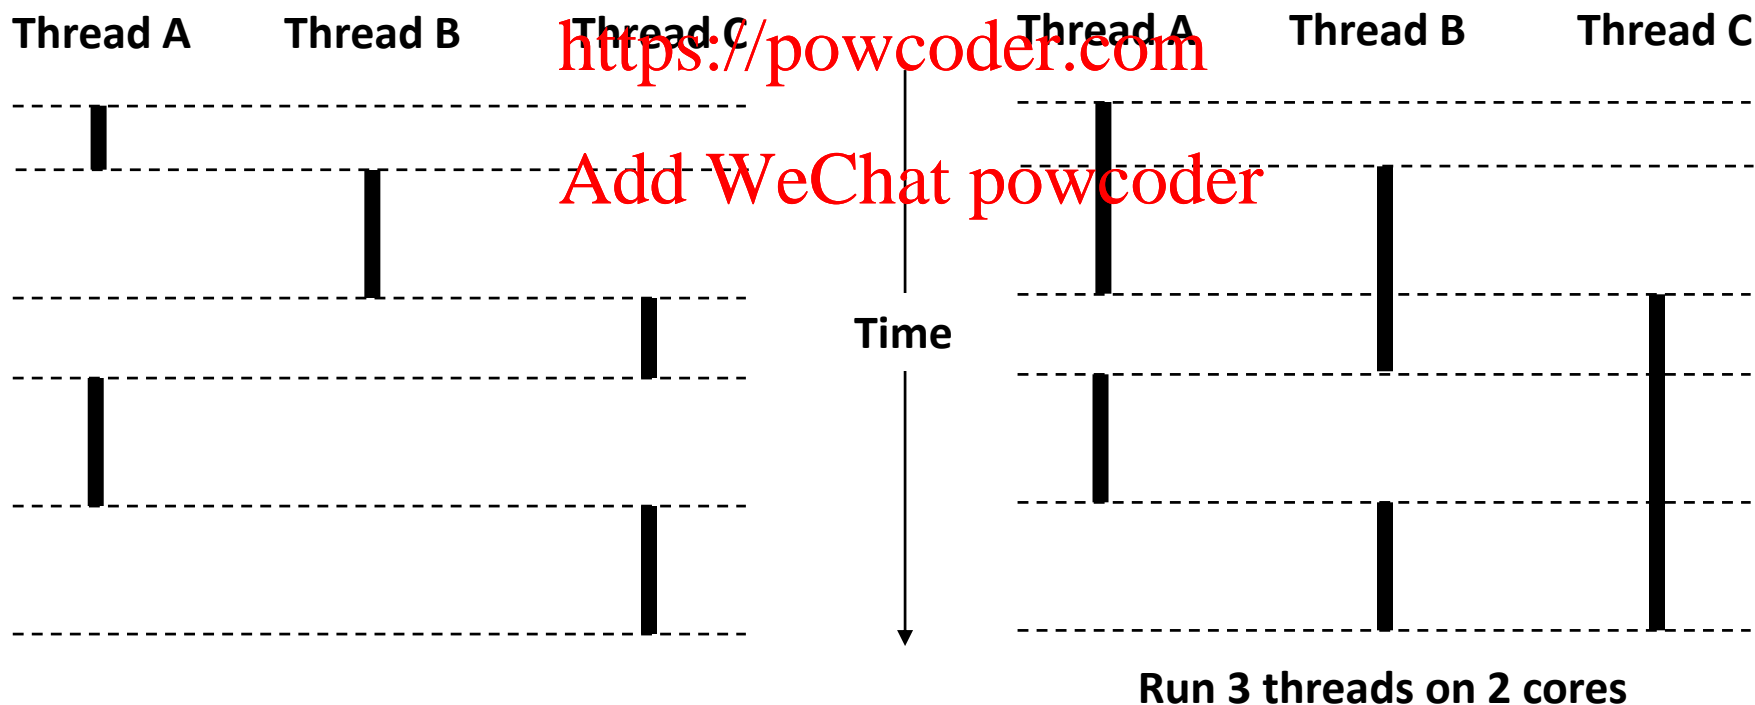 Thread A Thread B Thread C Thread A Thread B Thread C
https://powcoder.com
Add WeChat powcoder
Time
Run 3 threads on 2 cores